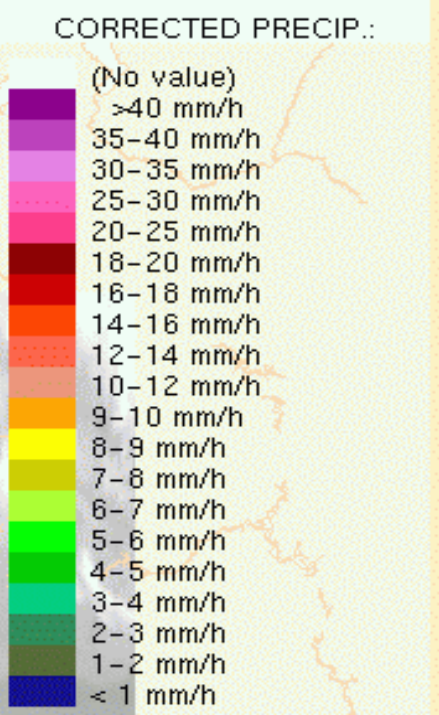 CORRECTED PRECIP.:
(No value)
>40 mm/h
35-40 mm/h
30-35 mm/h
25-30 mm/h
20-25 mm/h
18-20 mm/h
16-18 mm/h
14-16 mm/h
12-14 mm/h
10-12 mm/h
9-10 mm/h
8-9 mm/h
7-8 mm/h
6-7 mm/h
5-6 mm/h
4-5 mm/h
3-4 mm/h
2-3 mm/h
1-2 mm/h
< 1 mm/h